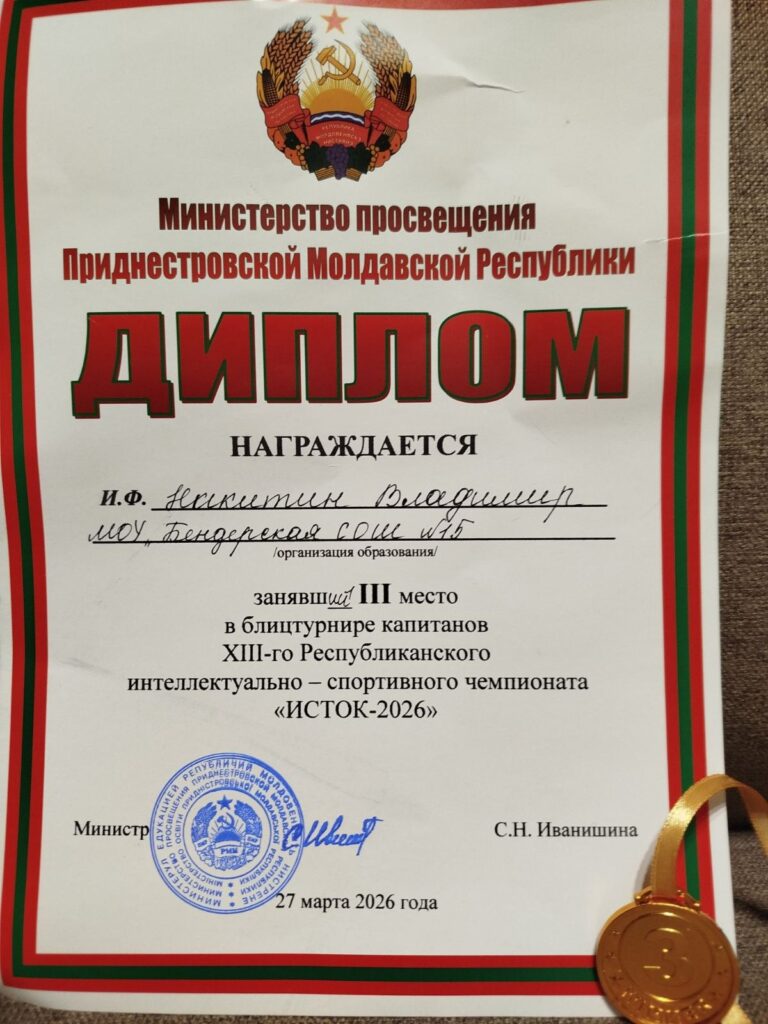 Министерство просвещения
Приднестровской Молдавской Республики
ДИПЛОМ
НАГРАЖДАЕТСЯ
И.Ф. Никитин Владимир
МОУ „Бендерская СОШ №15
/организация образования/
занявший III место
в блицтурнире капитанов
XIII-го Республиканского
интеллектуально – спортивного чемпионата
«ИСТОК-2026»
Министр
С.Н. Иванишина
27 марта 2026 года
3